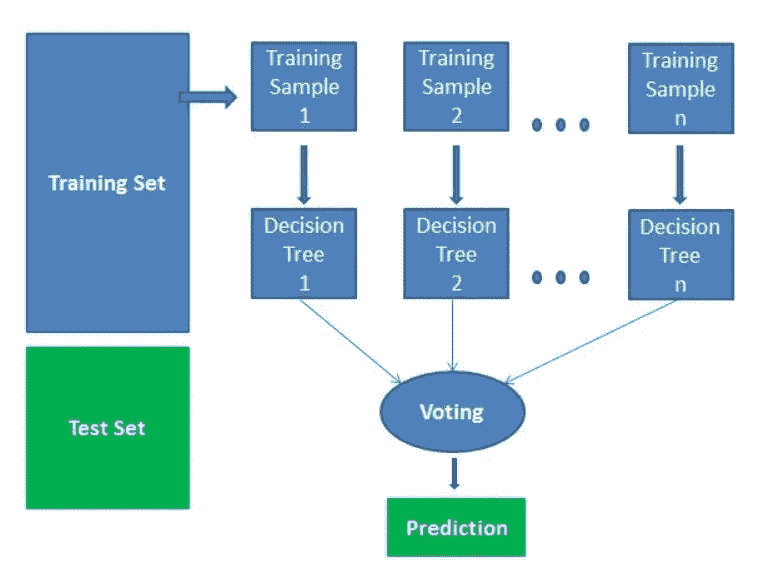 Training Set
Training
Sample
1
Training
Sample
2
Training
Sample
n
Decision
Tree
1
Decision
Tree
2
Decision
Tree
n
Test Set
Voting
Prediction